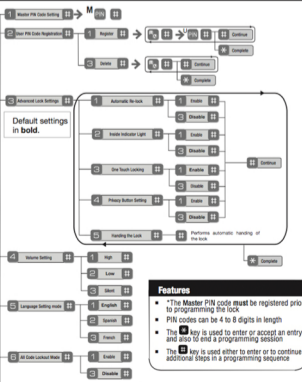 1 Master PIN Code Setting # M PIN #
2 User PIN Code Registration # 1 Register # # U PIN # # Continue
* Complete
3 Delete # # # Continue
* Complete
3 Advanced Lock Settings # 1 Automatic Re-lock 1 Enable
3 Disable
Default settings
in bold.
2 Inside Indicator Light # 1 Enable
3 Disable
3 One Touch Locking # 1 Enable
3 Disable
# Continue
4 Privacy Button Setting # 1 Enable
3 Disable
5 Handing the Lock # Performs automatic handing of
the lock
* Complete
4 Volume Setting # 1 High
2 Low
3 Silent
5 Language Setting mode # 1 English
2 Spanish
3 French
6 All Code Lockout Mode # 1 Enable
3 Disable
Features
*The Master PIN code must be registered prio
to programming the lock
PIN codes can be 4 to 8 digits in length
The * key is used to enter or accept an entry
and also to end a programming session
The # key is used either to enter or to continue
additional steps in a programming sequence